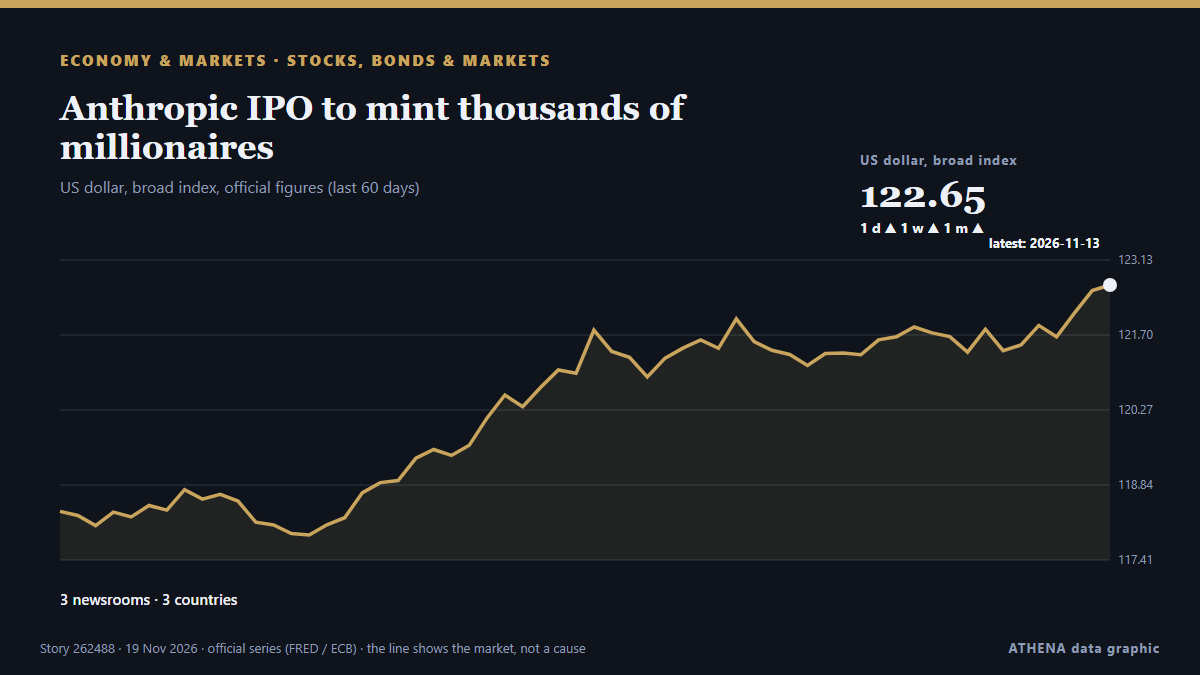 ECONOMY & MARKETS · STOCKS, BONDS & MARKETS
Anthropic IPO to mint thousands of
millionaires
US dollar, broad index, official figures (last 60 days)
US dollar, broad index
122.65
1 d ▲ 1 w ▲ 1 m ▲
latest: 2026-11-13
123.13
121.70
120.27
118.84
117.41
3 newsrooms · 3 countries
Story 262488 · 19 Nov 2026 · official series (FRED / ECB) · the line shows the market, not a cause
ATHENA data graphic